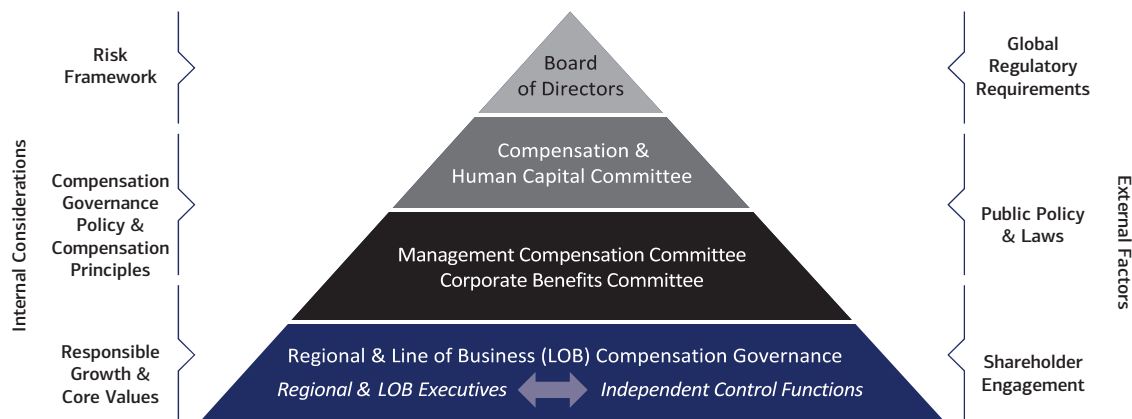 Internal Considerations
Risk
Framework
Compensation
Governance
Policy &
Compensation
Principles
Responsible
Growth &
Core Values
Board
of Directors
Compensation &
Human Capital Committee
Management Compensation Committee
Corporate Benefits Committee
Regional & Line of Business (LOB) Compensation Governance
Regional & LOB Executives
Independent Control Functions
Global
Regulatory
Requirements
Public Policy
& Laws
Shareholder
Engagement
External Factors